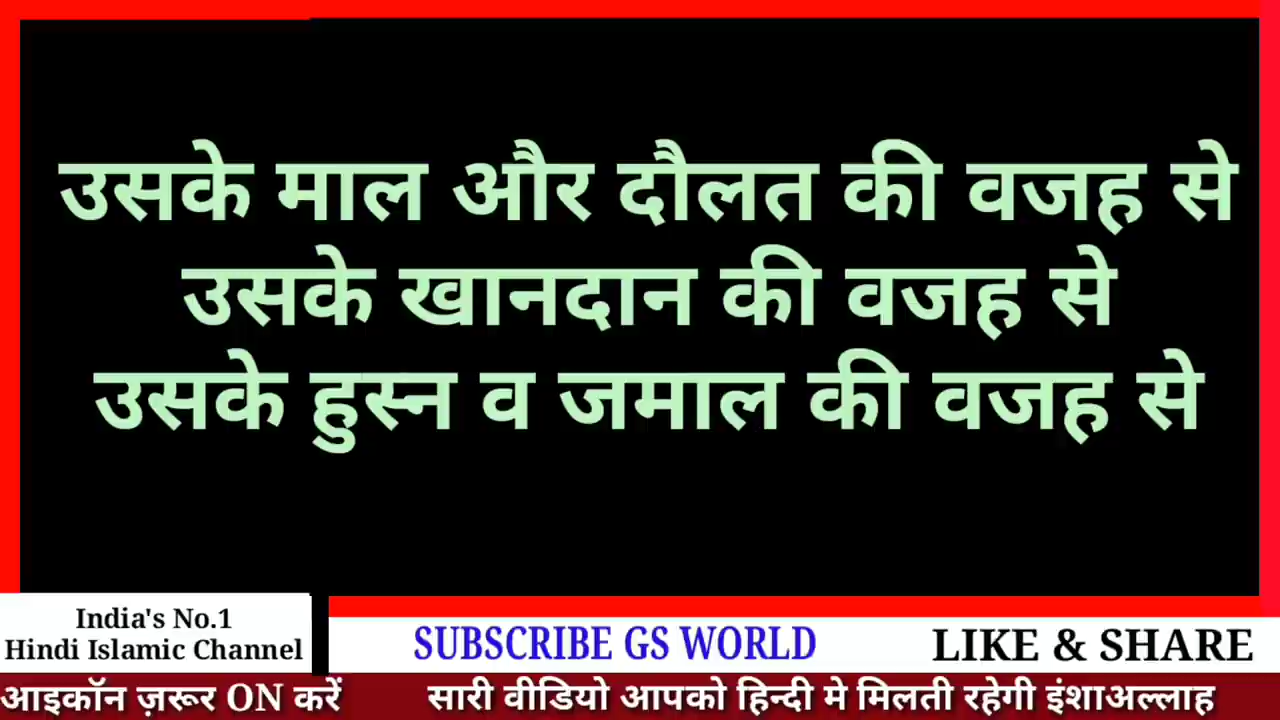 उसके माल और दौलत की वजह से
उसके खानदान की वजह से
उसके हुस्न व जमाल की वजह से
India's No.1
Hindi Islamic Channel
SUBSCRIBE GS WORLD
LIKE & SHARE
आइकॉन ज़रूर ON करें
सारी वीडियो आपको हिन्दी मे मिलती रहेगी इंशाअल्लाह